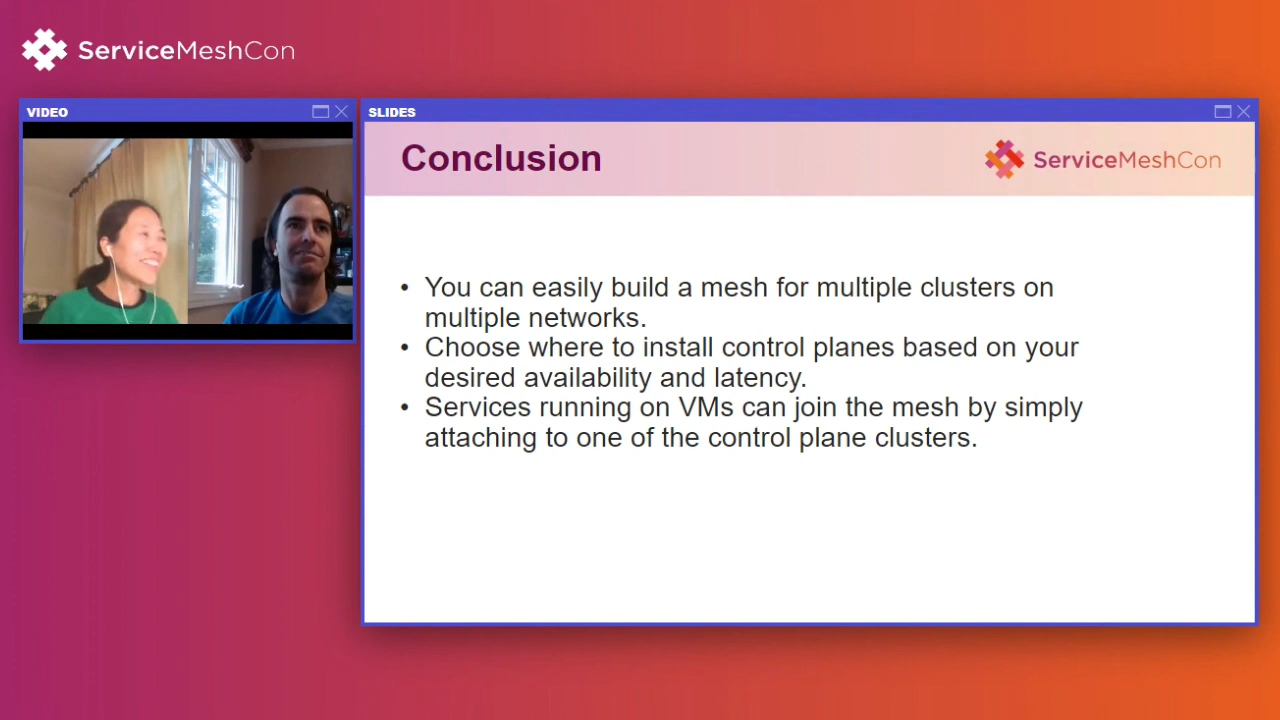 ServiceMeshCon
VIDEO
SLIDES
Conclusion
ServiceMeshCon
• You can easily build a mesh for multiple clusters on
multiple networks.
• Choose where to install control planes based on your
desired availability and latency.
• Services running on VMs can join the mesh by simply
attaching to one of the control plane clusters.